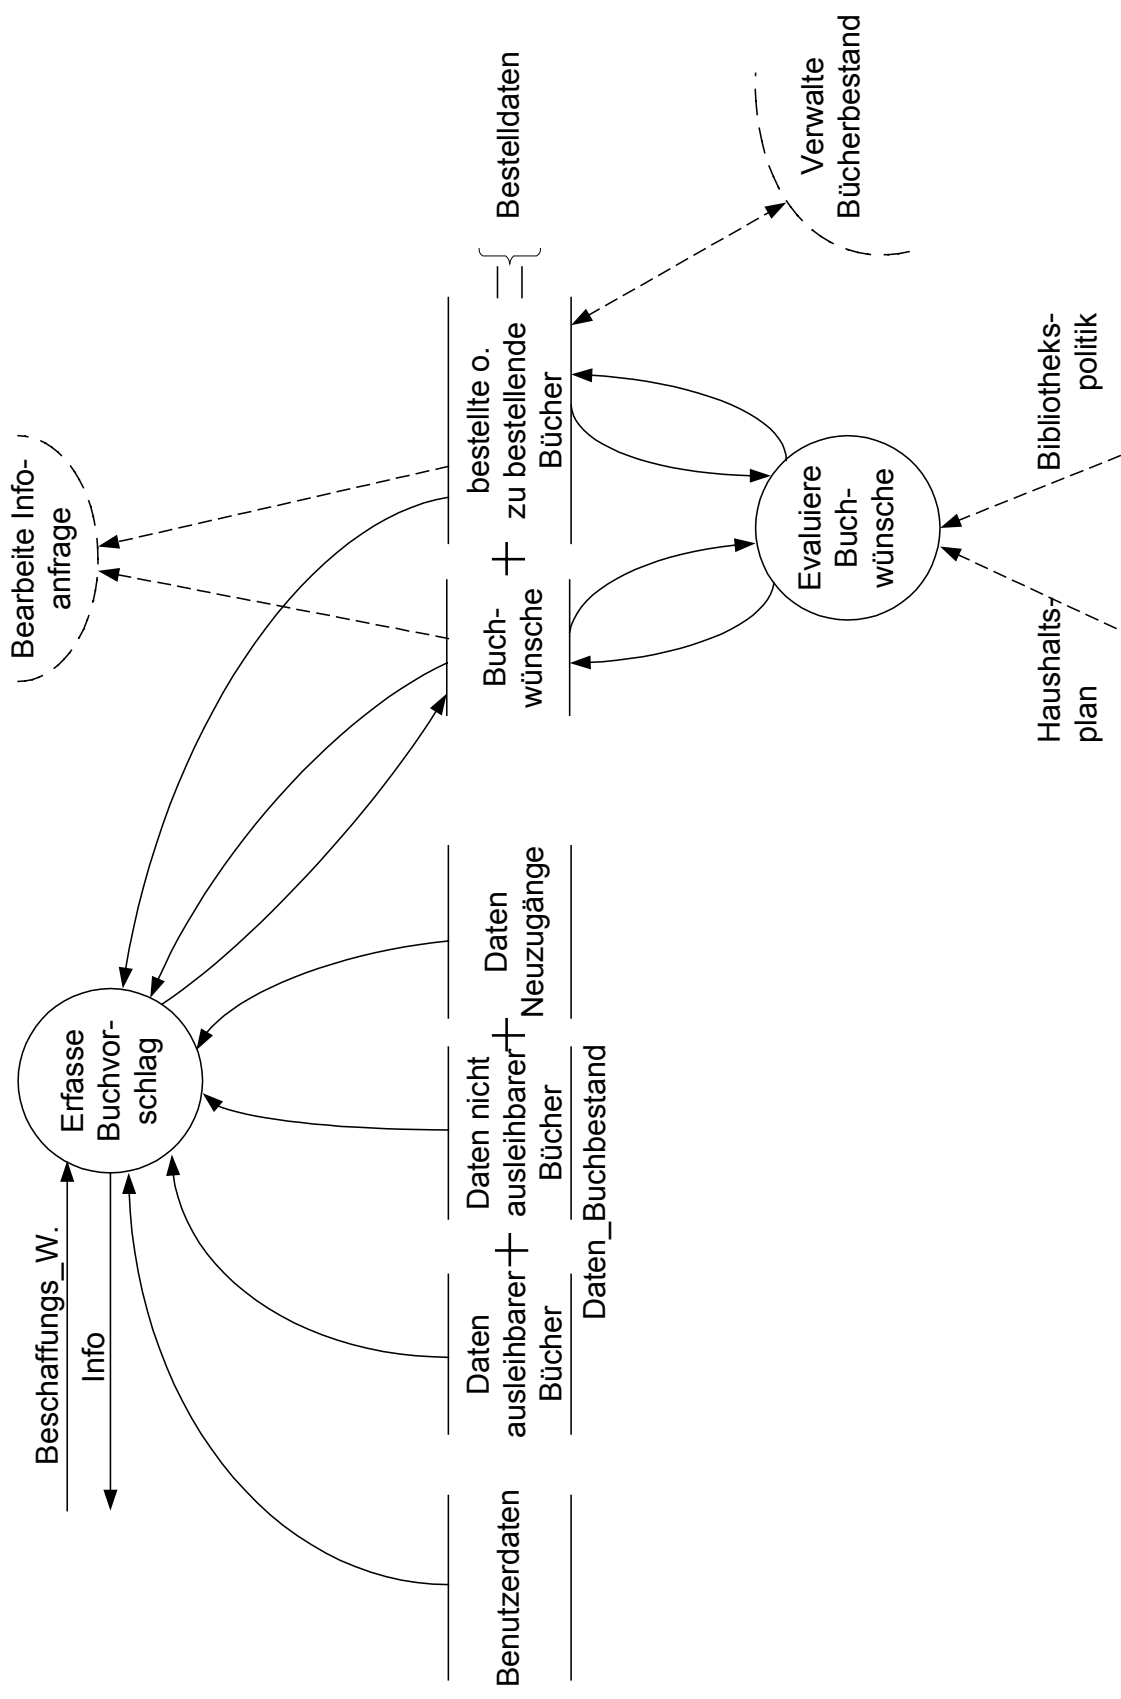 Beschaffungs_W.
Info
Erfasse
Buchvor-
schlag
Bearbeite Info-
anfrage
Benutzerdaten
Daten
ausleihbarer
Bücher
+
Daten nicht
ausleihbarer
Bücher
+
Daten
Neuzugänge
Daten_Buchbestand
Buch-
wünsche
+
bestellte o.
zu bestellende
Bücher
=
}
Bestelldaten
Evaluiere
Buch-
wünsche
Verwalte
Bücherbestand
Haushalts-
plan
Bibliotheks-
politik